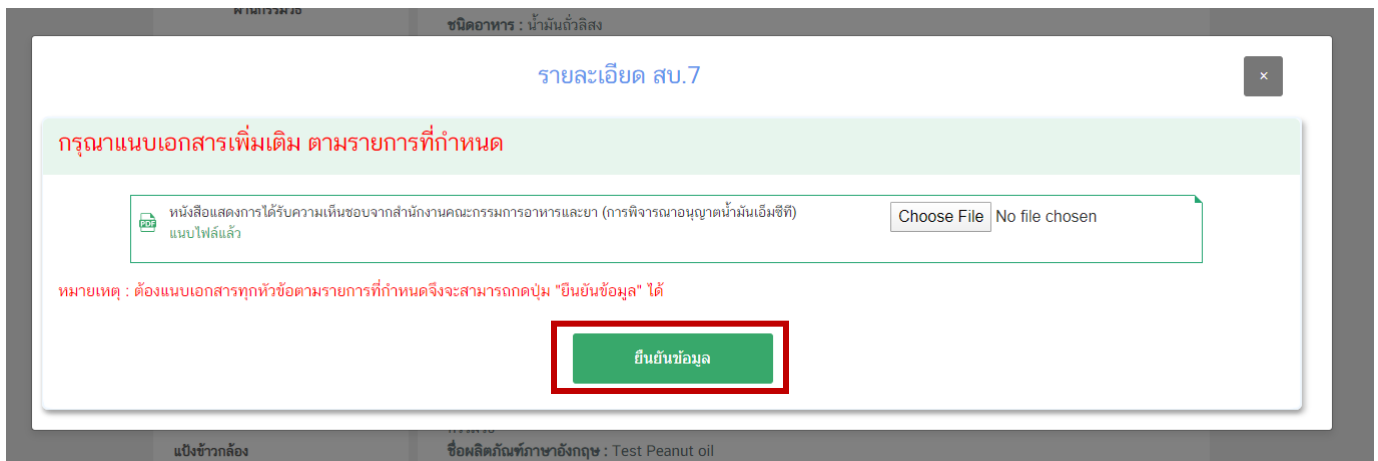 ชนิดอาหาร : น้ำมันถั่วลิสง
รายละเอียด สบ.7
×
กรุณาแนบเอกสารเพิ่มเติม ตามรายการที่กำหนด
PDF
หนังสือแสดงการได้รับความเห็นชอบจากสำนักงานคณะกรรมการอาหารและยา (การพิจารณาอนุญาตน้ำมันเอ็มซีที)
Choose File No file chosen
แนบไฟล์แล้ว
หมายเหตุ : ต้องแนบเอกสารทุกหัวข้อตามรายการที่กำหนดจึงจะสามารถกดปุ่ม "ยืนยันข้อมูล" ได้
ยืนยันข้อมูล
แป้งข้าวกล้อง
ชื่อผลิตภัณฑ์ภาษาอังกฤษ : Test Peanut oil